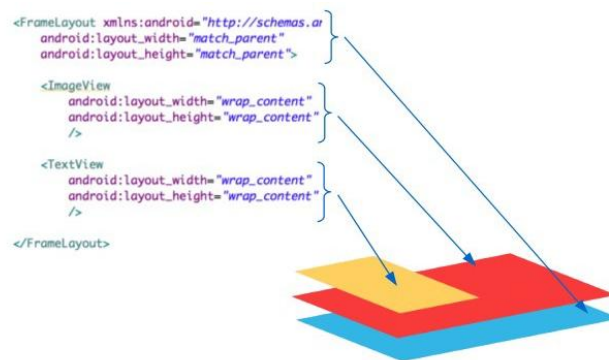 <FrameLayout xmlns:android="http://schemas.an
android:layout_width="match_parent"
android:layout_height="match_parent">
<ImageView
android:layout_width="wrap_content"
android:layout_height="wrap_content"
/>
<TextView
android:layout_width="wrap_content"
android:layout_height="wrap_content"
/>
</FrameLayout>